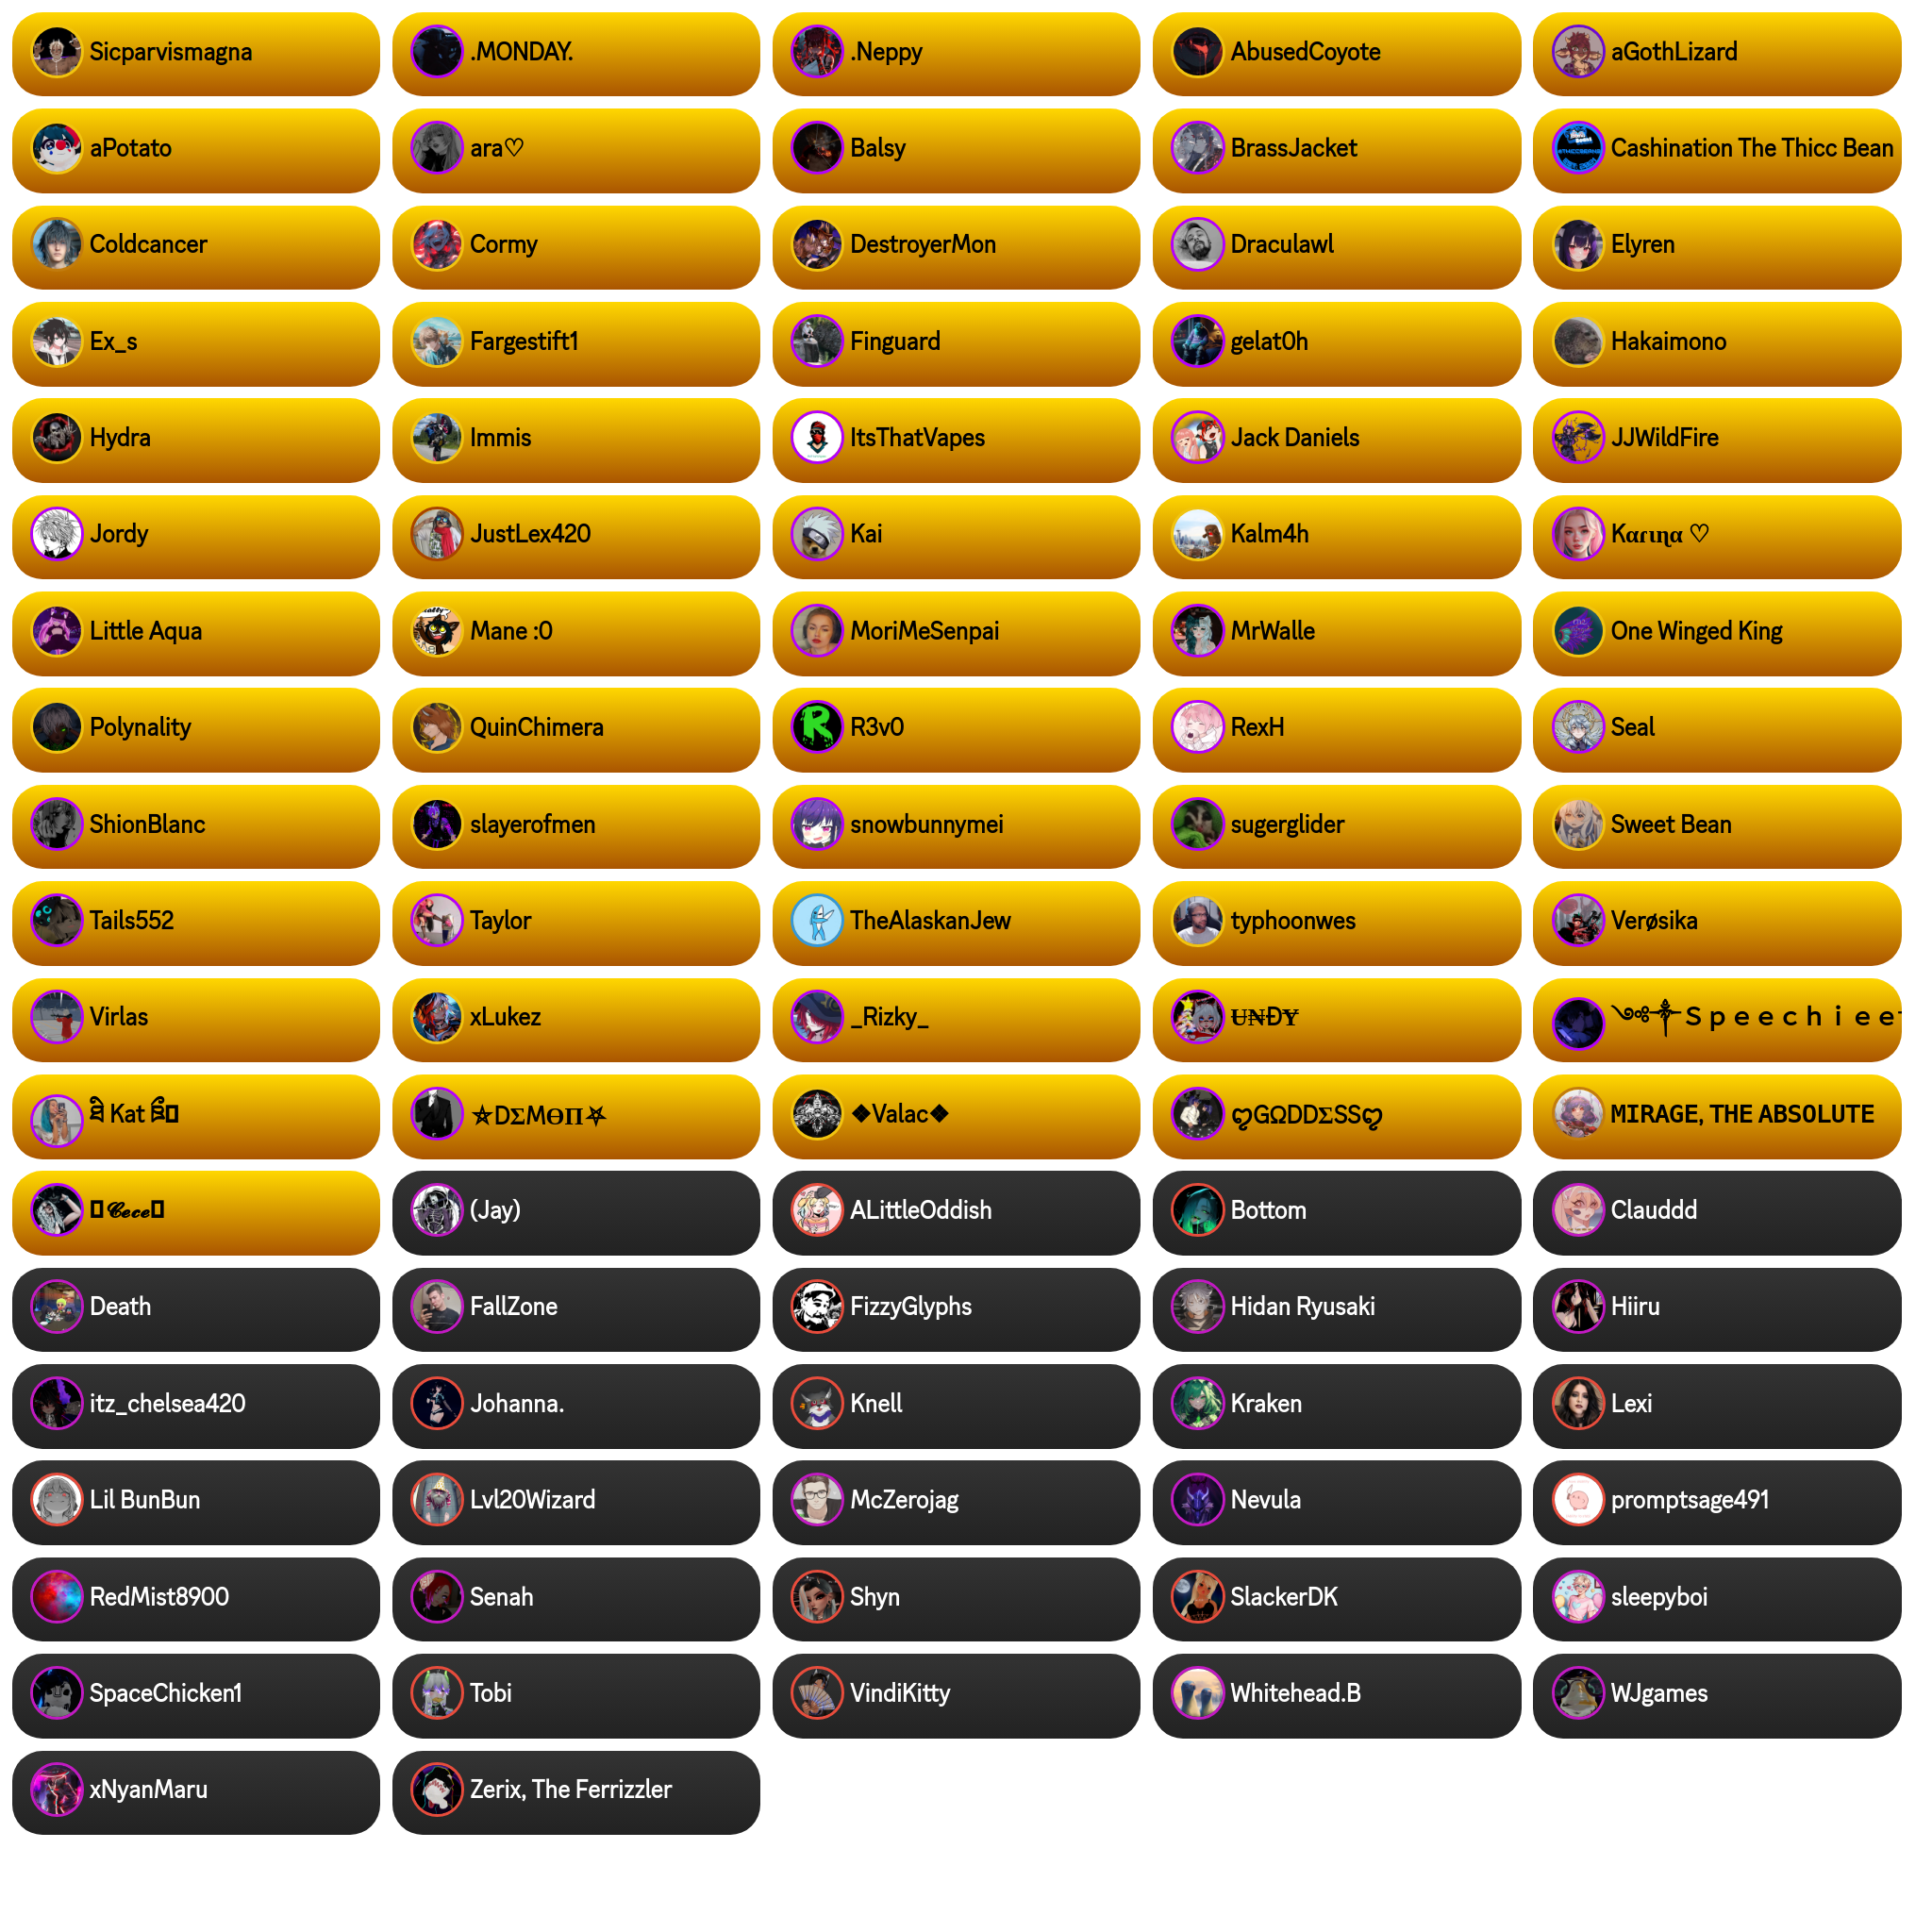 Sicparvismagna
.MONDAY.
.Neppy
AbusedCoyote
aGothLizard
aPotato
ara♡
Balsy
BrassJacket
Cashination The Thicc Bean
Coldcancer
Cormy
DestroyerMon
Draculawl
Elyren
Ex_s
Fargestift1
Finguard
gelat0h
Hakaimono
Hydra
Immis
ItsThatVapes
Jack Daniels
JJWildFire
Jordy
JustLex420
Kai
Kalm4h
Kαɾιɳα ♡
Little Aqua
Mane :0
MoriMeSenpai
MrWalle
One Winged King
Polynality
QuinChimera
R3v0
RexH
Seal
ShionBlanc
slayerofmen
snowbunnymei
sugerglider
Sweet Bean
Tails552
Taylor
TheAlaskanJew
typhoonwes
Verøsika
Virlas
xLukez
_Rizky_
U̶N̶ĐY̶
༺༒Ｓｐｅｅｃｈｉｅｅ
Kat
⛤DΣMӨΠ⛧
❖Valac❖
ღGΩDDΣSSღ
MIRAGE, THE ABSOLUTE
𝓒𝓮𝓬𝓮
(Jay)
ALittleOddish
Bottom
Clauddd
Death
FallZone
FizzyGlyphs
Hidan Ryusaki
Hiiru
itz_chelsea420
Johanna.
Knell
Kraken
Lexi
Lil BunBun
Lvl20Wizard
McZerojag
Nevula
promptsage491
RedMist8900
Senah
Shyn
SlackerDK
sleepyboi
SpaceChicken1
Tobi
VindiKitty
Whitehead.B
WJgames
xNyanMaru
Zerix, The Ferrizzler